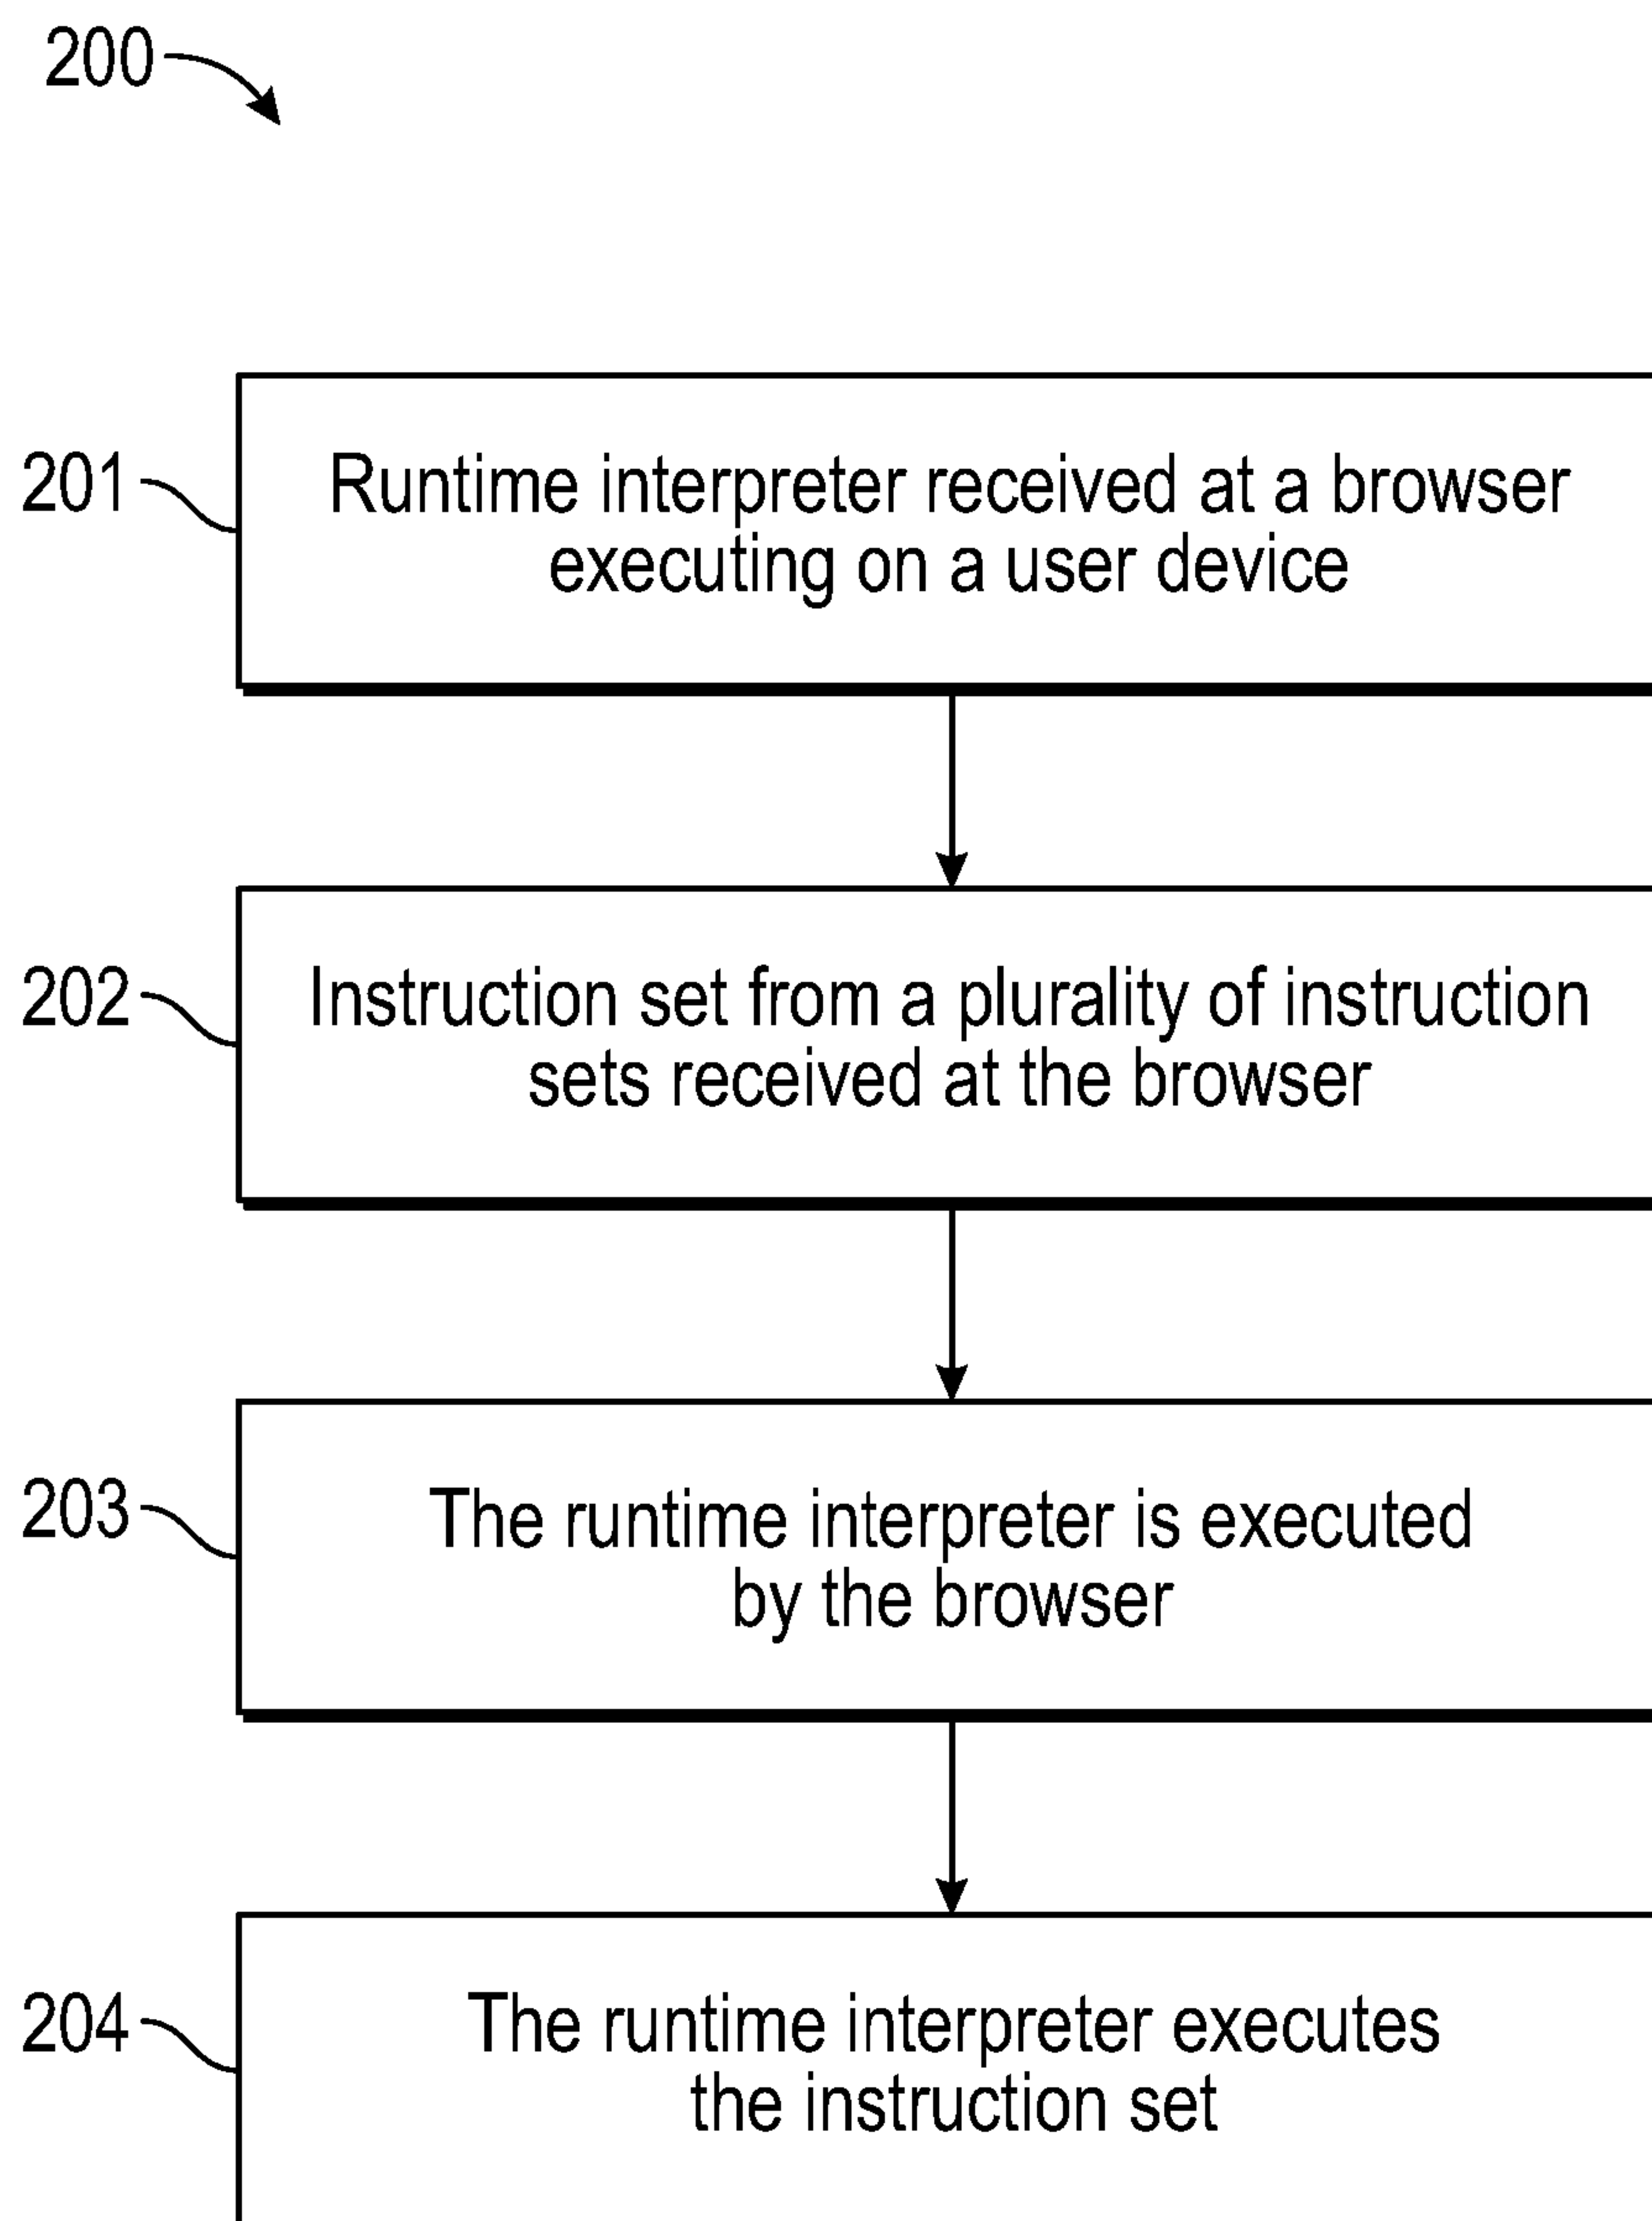 200
201
Runtime interpreter received at a browser
executing on a user device
202
Instruction set from a plurality of instruction
sets received at the browser
203
The runtime interpreter is executed
by the browser
204
The runtime interpreter executes
the instruction set